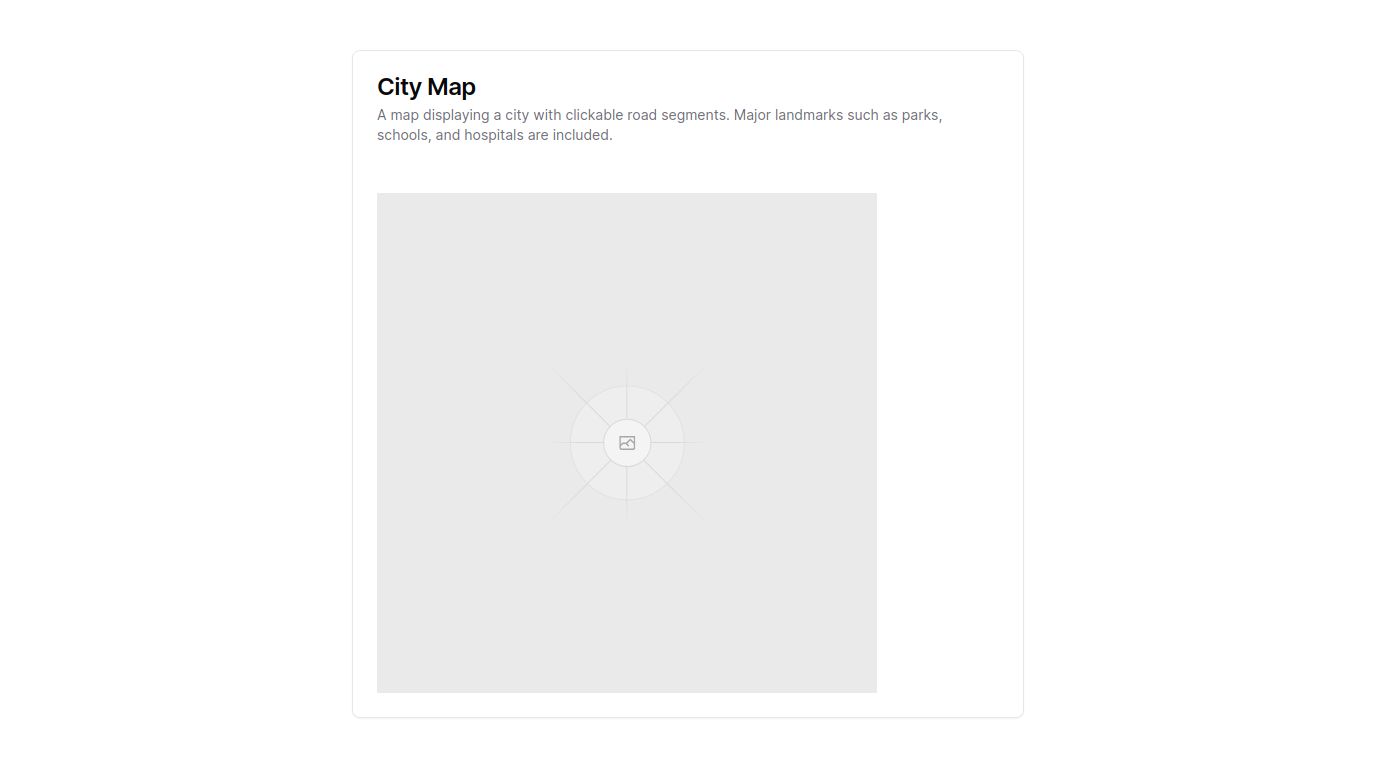 City Map
A map displaying a city with clickable road segments. Major landmarks such as parks,
schools, and hospitals are included.